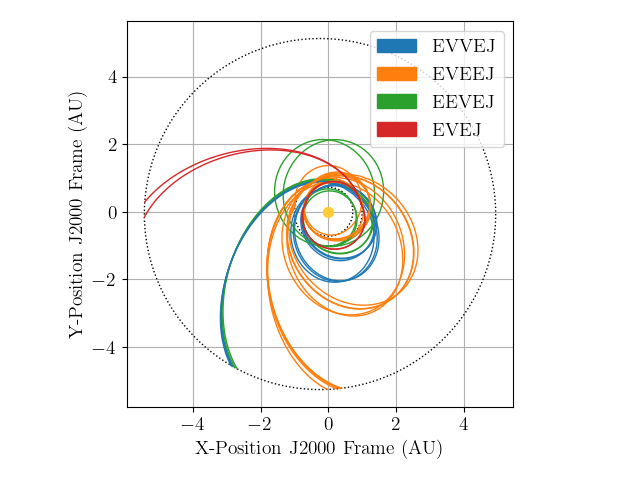 EVVEJ
EVEEJ
EEVEJ
EVEJ
4
2
0
−2
−4
Y-Position J2000 Frame (AU)
−4 −2 0 2 4
X-Position J2000 Frame (AU)